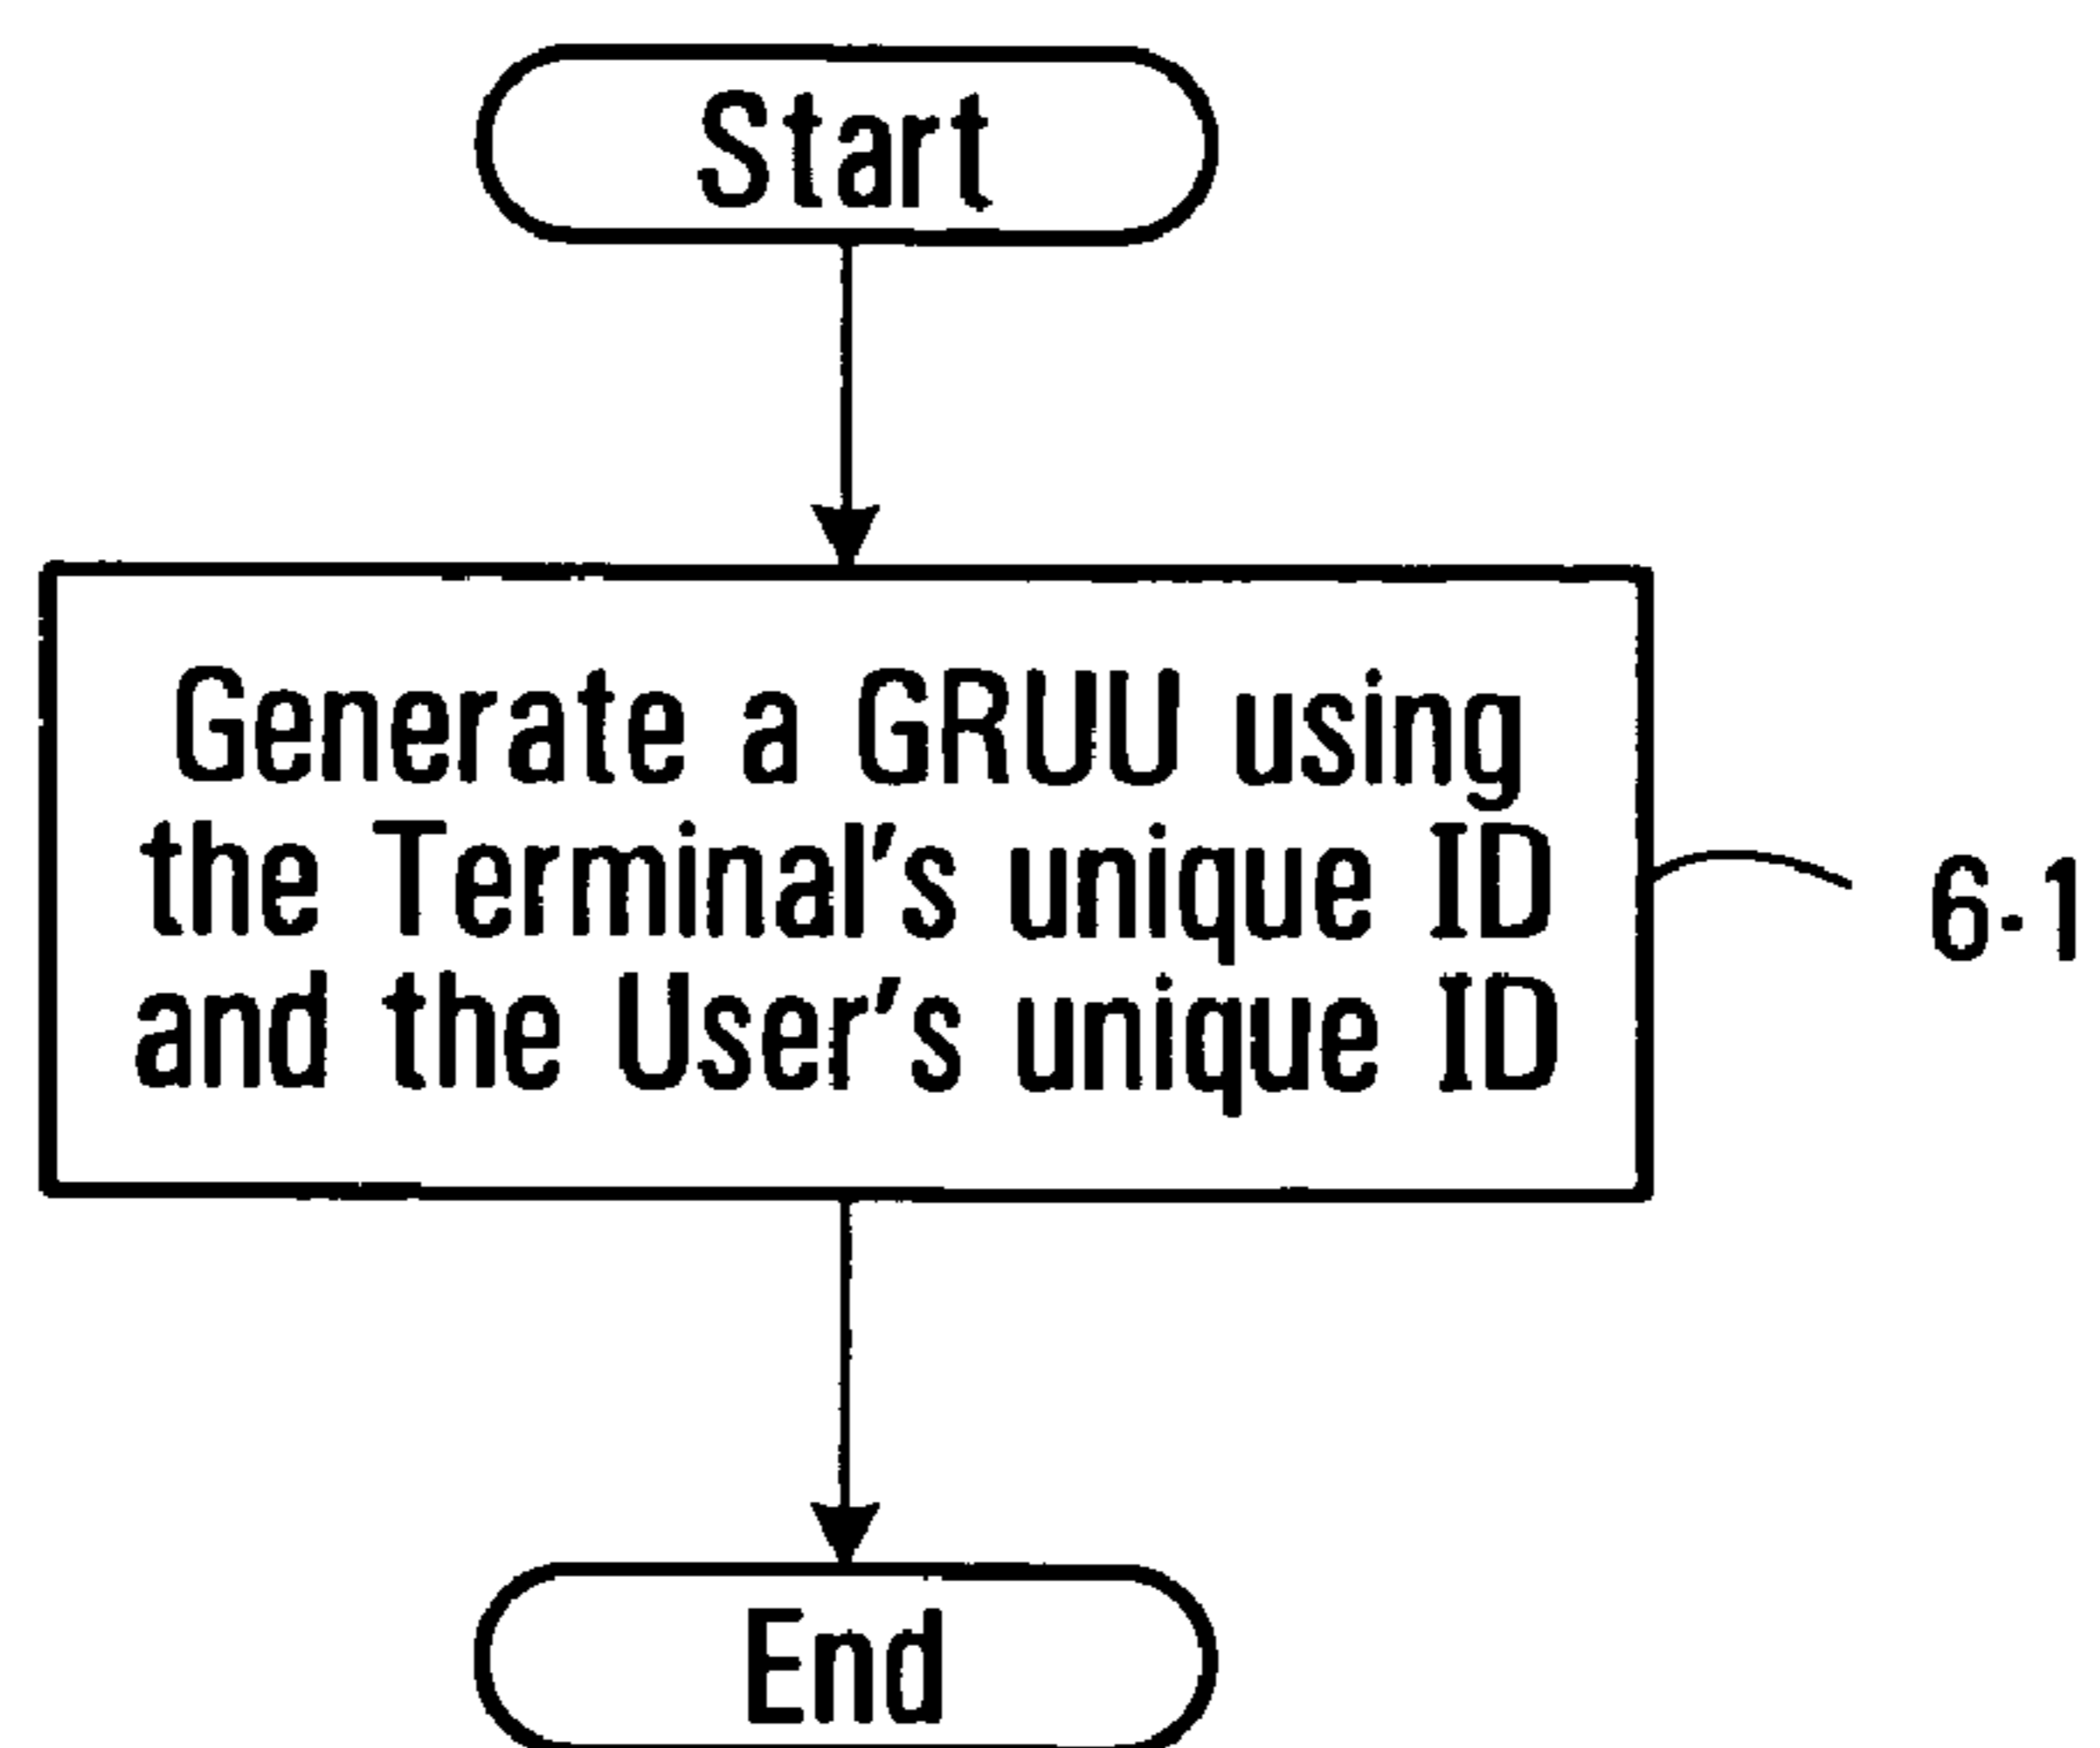 Start
Generate a GRUU using
the Terminal's unique ID
and the User's unique ID
6-1
End